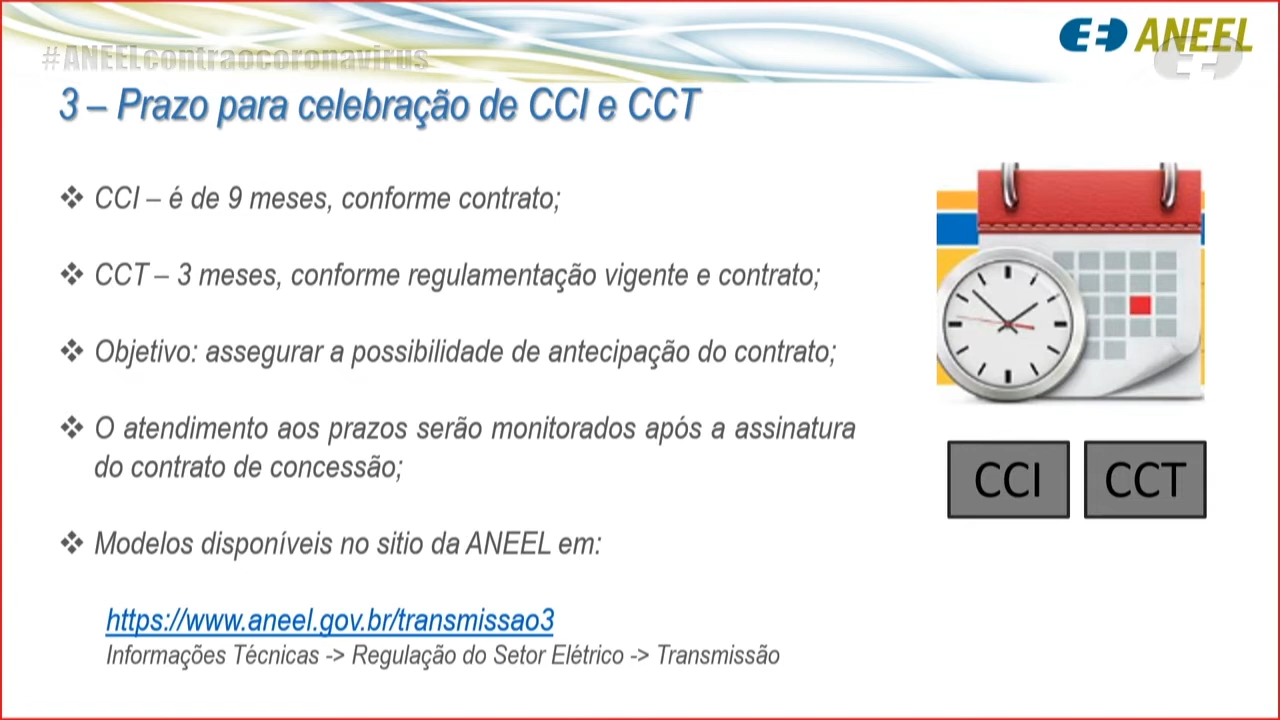 #ANEELcontraocoronavirus
ANEEL
3 – Prazo para celebração de CCI e CCT
❖ CCI – é de 9 meses, conforme contrato;
❖ CCT – 3 meses, conforme regulamentação vigente e contrato;
❖ Objetivo: assegurar a possibilidade de antecipação do contrato;
❖ O atendimento aos prazos serão monitorados após a assinatura
do contrato de concessão;
❖ Modelos disponíveis no sitio da ANEEL em:
https://www.aneel.gov.br/transmissao3
Informações Técnicas -> Regulação do Setor Elétrico -> Transmissão
CCI
CCT